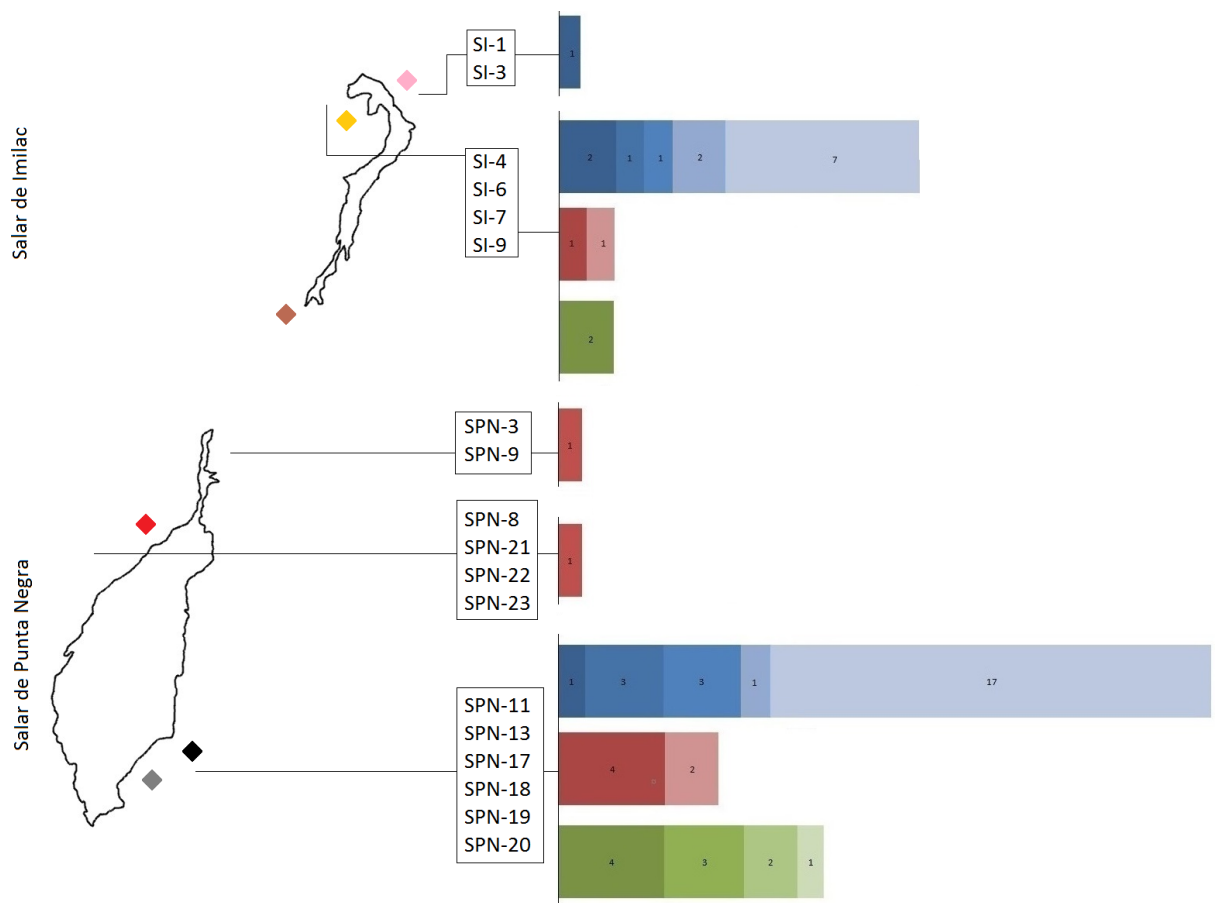 Salar de Imilac
SI-1
SI-3
1
SI-4
SI-6
SI-7
SI-9
2 1 1 2 7
1 1
2
Salar de Punta Negra
SPN-3
SPN-9
1
SPN-8
SPN-21
SPN-22
SPN-23
1
SPN-11
SPN-13
SPN-17
SPN-18
SPN-19
SPN-20
1 3 3 1 17
4 2
4 3 2 1